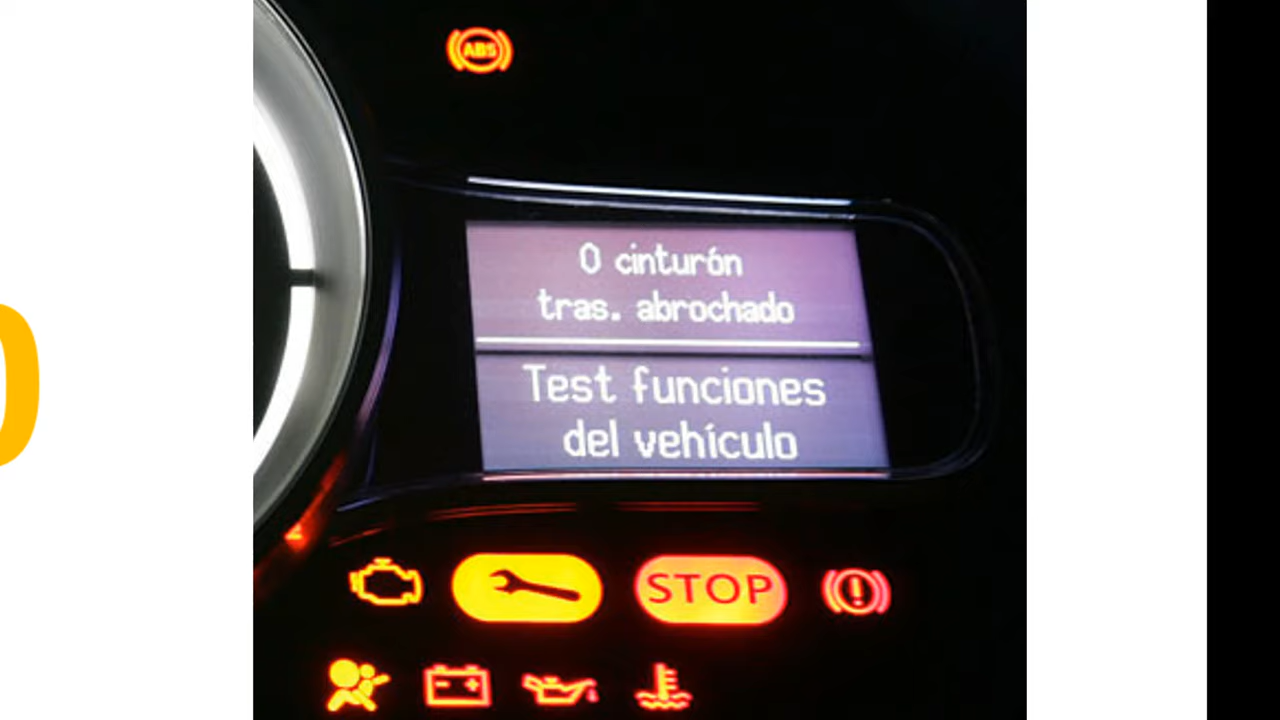 ABS
0 cinturón
tras. abrochado
Test funciones
del vehículo
STOP